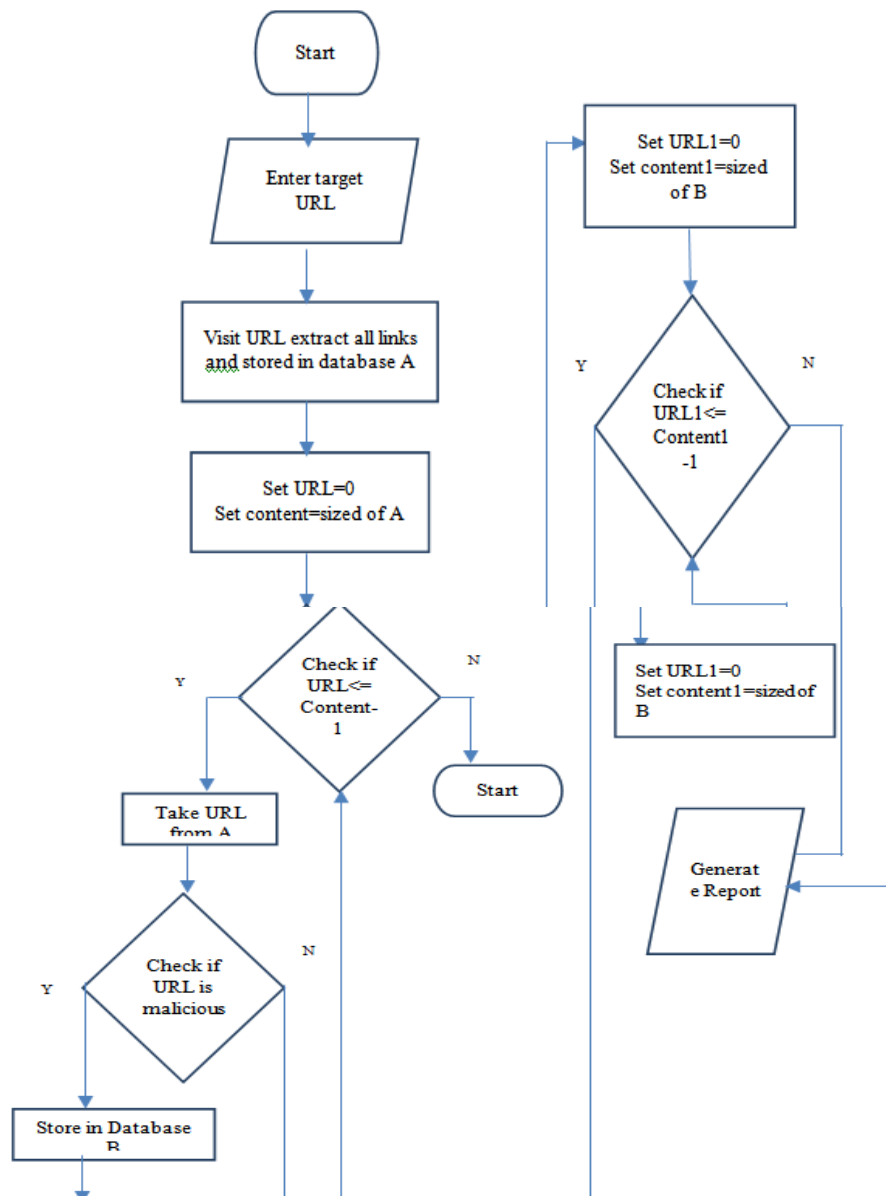 Start
Enter target
URL
Visit URL extract all links
and stored in database A
Set URL=0
Set content=sized of A
Check if
URL<=
Content-
1
Y
N
Start
Take URL
from A
Check if
URL is
malicious
Y
N
Store in Database
B
Set URL1=0
Set content1=sized
of B
Check if
URL1<=
Content1
-1
Y
N
Set URL1=0
Set content1=sized of
B
Generat
e Report